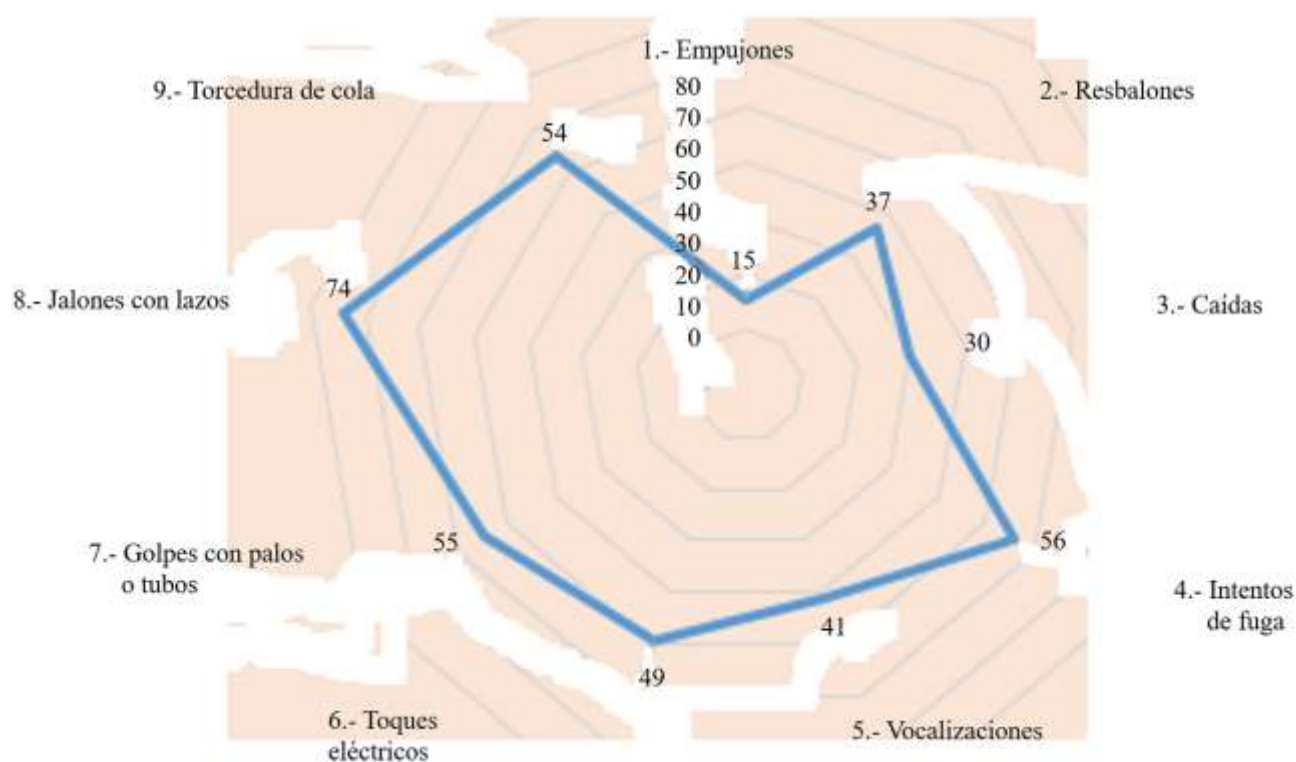 1.- Empujones
80
70
60
50
40
30
20
10
0
15
2.- Resbalones
37
3.- Caídas
30
4.- Intentos
de fuga
56
5.- Vocalizaciones
41
6.- Toques
eléctricos
49
7.- Golpes con palos
o tubos
55
8.- Jalones con lazos
74
9.- Torcedura de cola
54